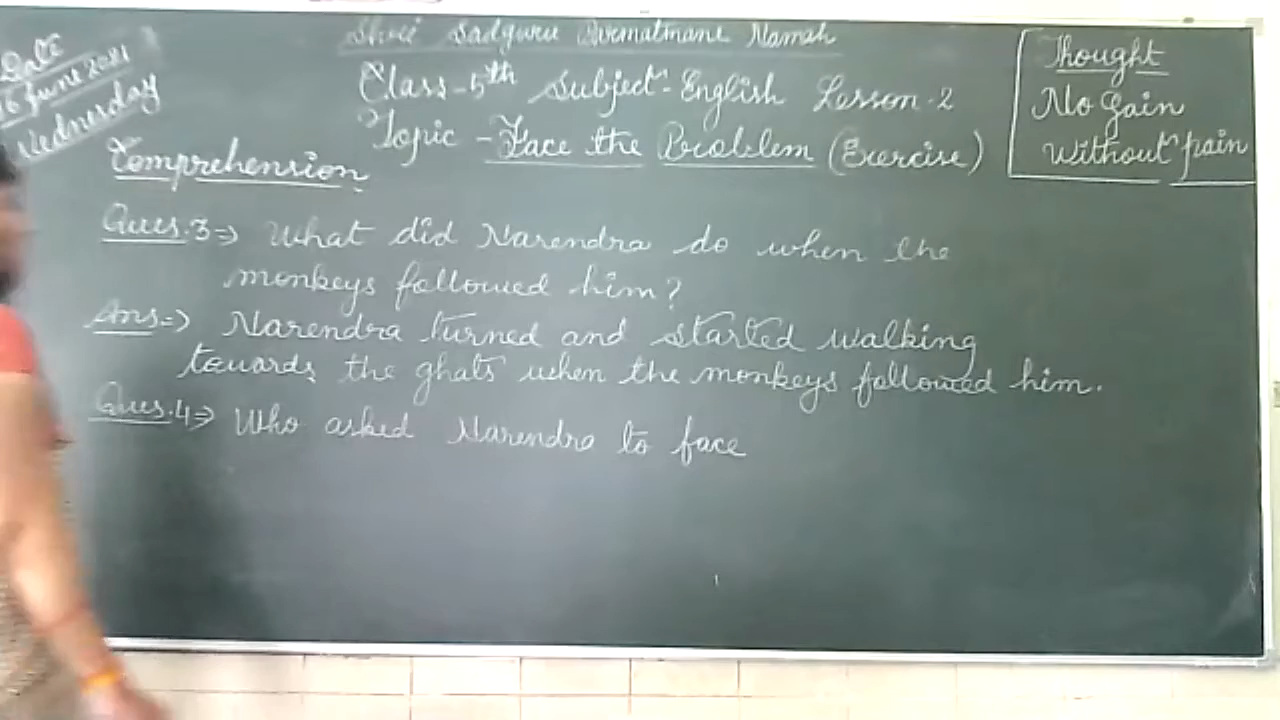 Shree Sadguru Parmatmane Namah
Date
16 June 2021
Wednesday
Class-5th Subject-English Lesson-2
Topic - Face the Problem (Exercise)
Thought
No Gain
Without pain
Comprehension
Ques.3⇒ What did Narendra do when the
monkeys followed him?
Ans⇒ Narendra turned and started walking
towards the ghats when the monkeys followed him.
Ques.4⇒ Who asked Narendra to face